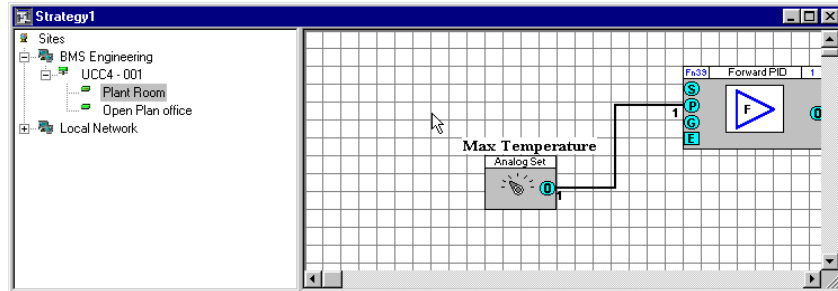 Strategy1
Sites
BMS Engineering
UCC4 - 001
Plant Room
Open Plan office
Local Network
Fn39 Forward PID 1
S
P
G
E
F
O
1
Max Temperature
Analog Set
O
1